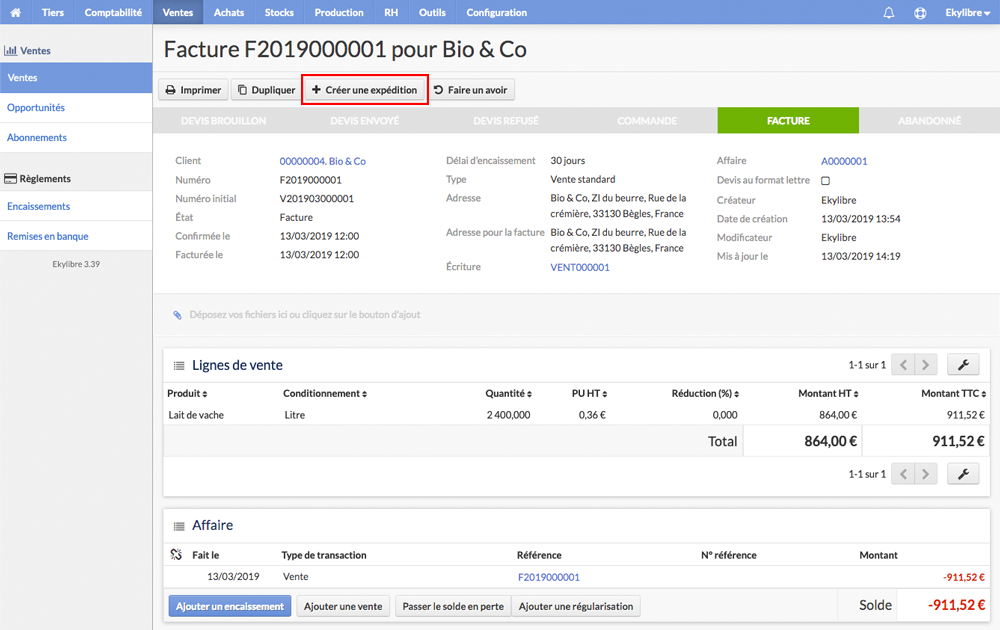 Tiers Comptabilité Ventes Achats Stocks Production RH Outils Configuration Ekylibre
Ventes
Ventes
Opportunités
Abonnements
Règlements
Encaissements
Remises en banque
Ekylibre 3.39
Facture F2019000001 pour Bio & Co
Imprimer Dupliquer Créer une expédition Faire un avoir
DEVIS BROUILLON DEVIS ENVOYÉ DEVIS REFUSÉ COMMANDE FACTURE ABANDONNÉ
Client 00000004. Bio & Co
Numéro F2019000001
Numéro initial V201903000001
État Facture
Confirmée le 13/03/2019 12:00
Facturée le 13/03/2019 12:00
Délai d'encaissement 30 jours
Type Vente standard
Adresse Bio & Co, ZI du beurre, Rue de la
crémière, 33130 Bègles, France
Adresse pour la facture Bio & Co, ZI du beurre, Rue de la
crémière, 33130 Bègles, France
Écriture VENT000001
Affaire A0000001
Devis au format lettre
Créateur Ekylibre
Date de création 13/03/2019 13:54
Modificateur Ekylibre
Mis à jour le 13/03/2019 14:19
Déposez vos fichiers ici ou cliquez sur le bouton d'ajout
Lignes de vente 1-1 sur 1
Produit Conditionnement Quantité PU HT Réduction (%) Montant HT Montant TTC
Lait de vache Litre 2 400,000 0,36 € 0,000 864,00 € 911,52 €
Total 864,00 € 911,52 €
1-1 sur 1
Affaire
Fait le Type de transaction Référence N° référence Montant
13/03/2019 Vente F2019000001 -911,52 €
Ajouter un encaissement Ajouter une vente Passer le solde en perte Ajouter une régularisation Solde -911,52 €